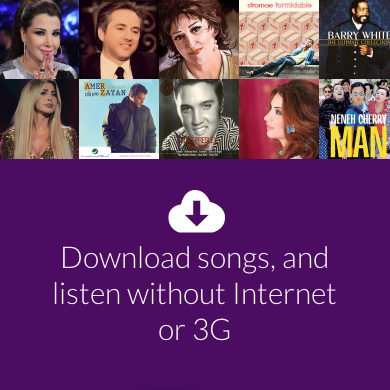 stromae formidable
BARRY WHITE
THE ULTIMATE COLLECTION
AMER
ZAYAN
NENEH CHERRY
MAN
Download songs, and
listen without Internet
or 3G